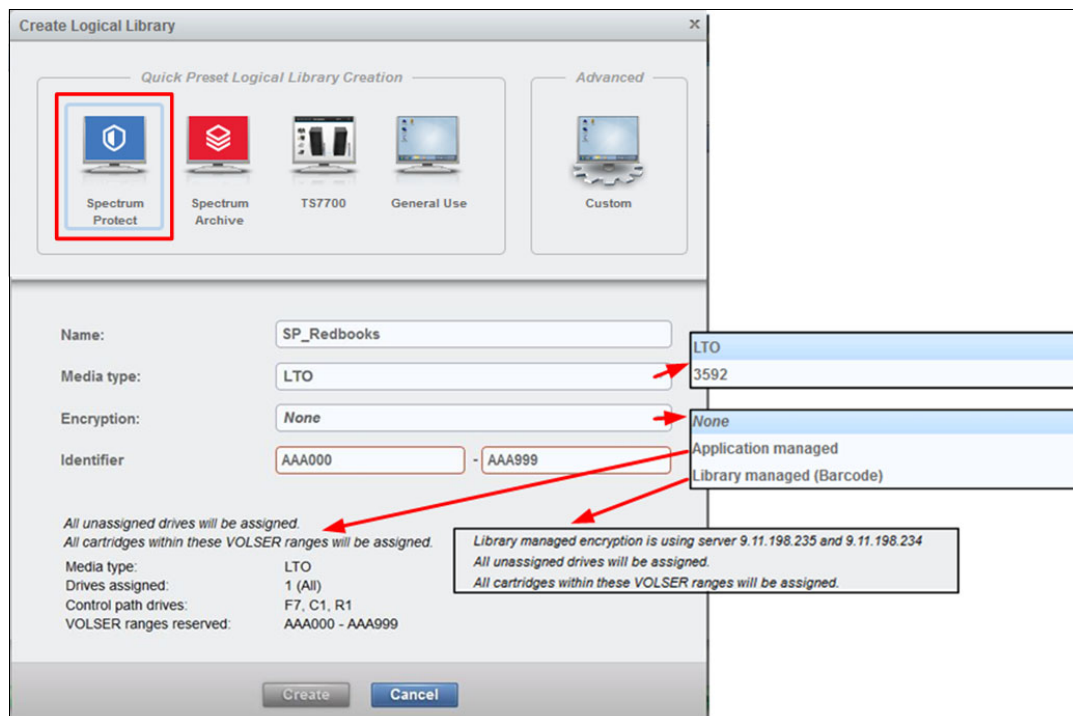 Create Logical Library x
Quick Preset Logical Library Creation
Advanced
Spectrum
Protect
Spectrum
Archive
TS7700
General Use
Custom
Name: SP_Redbooks
Media type: LTO
Encryption: None
Identifier AAA000 - AAA999
LTO
3592
None
Application managed
Library managed (Barcode)
All unassigned drives will be assigned.
All cartridges within these VOLSER ranges will be assigned.
Media type: LTO
Drives assigned: 1 (All)
Control path drives: F7, C1, R1
VOLSER ranges reserved: AAA000 - AAA999
Library managed encryption is using server 9.11.198.235 and 9.11.198.234
All unassigned drives will be assigned.
All cartridges within these VOLSER ranges will be assigned.
Create
Cancel